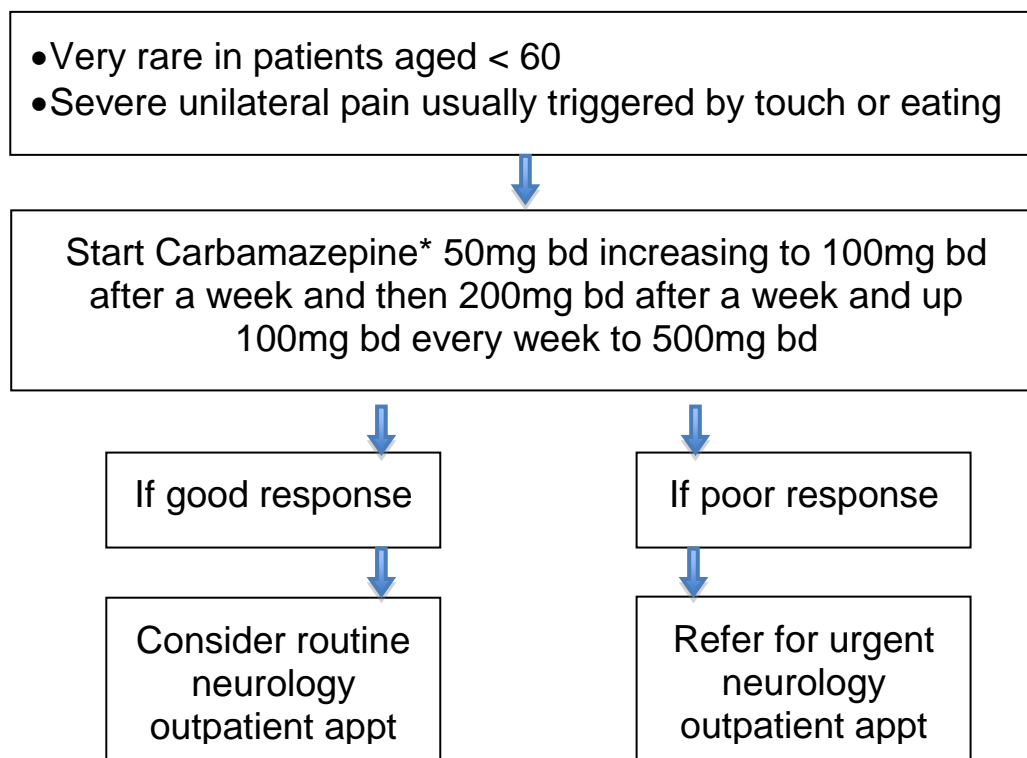 •Very rare in patients aged < 60
•Severe unilateral pain usually triggered by touch or eating
Start Carbamazepine* 50mg bd increasing to 100mg bd
after a week and then 200mg bd after a week and up
100mg bd every week to 500mg bd
If good response
If poor response
Consider routine
neurology
outpatient appt
Refer for urgent
neurology
outpatient appt